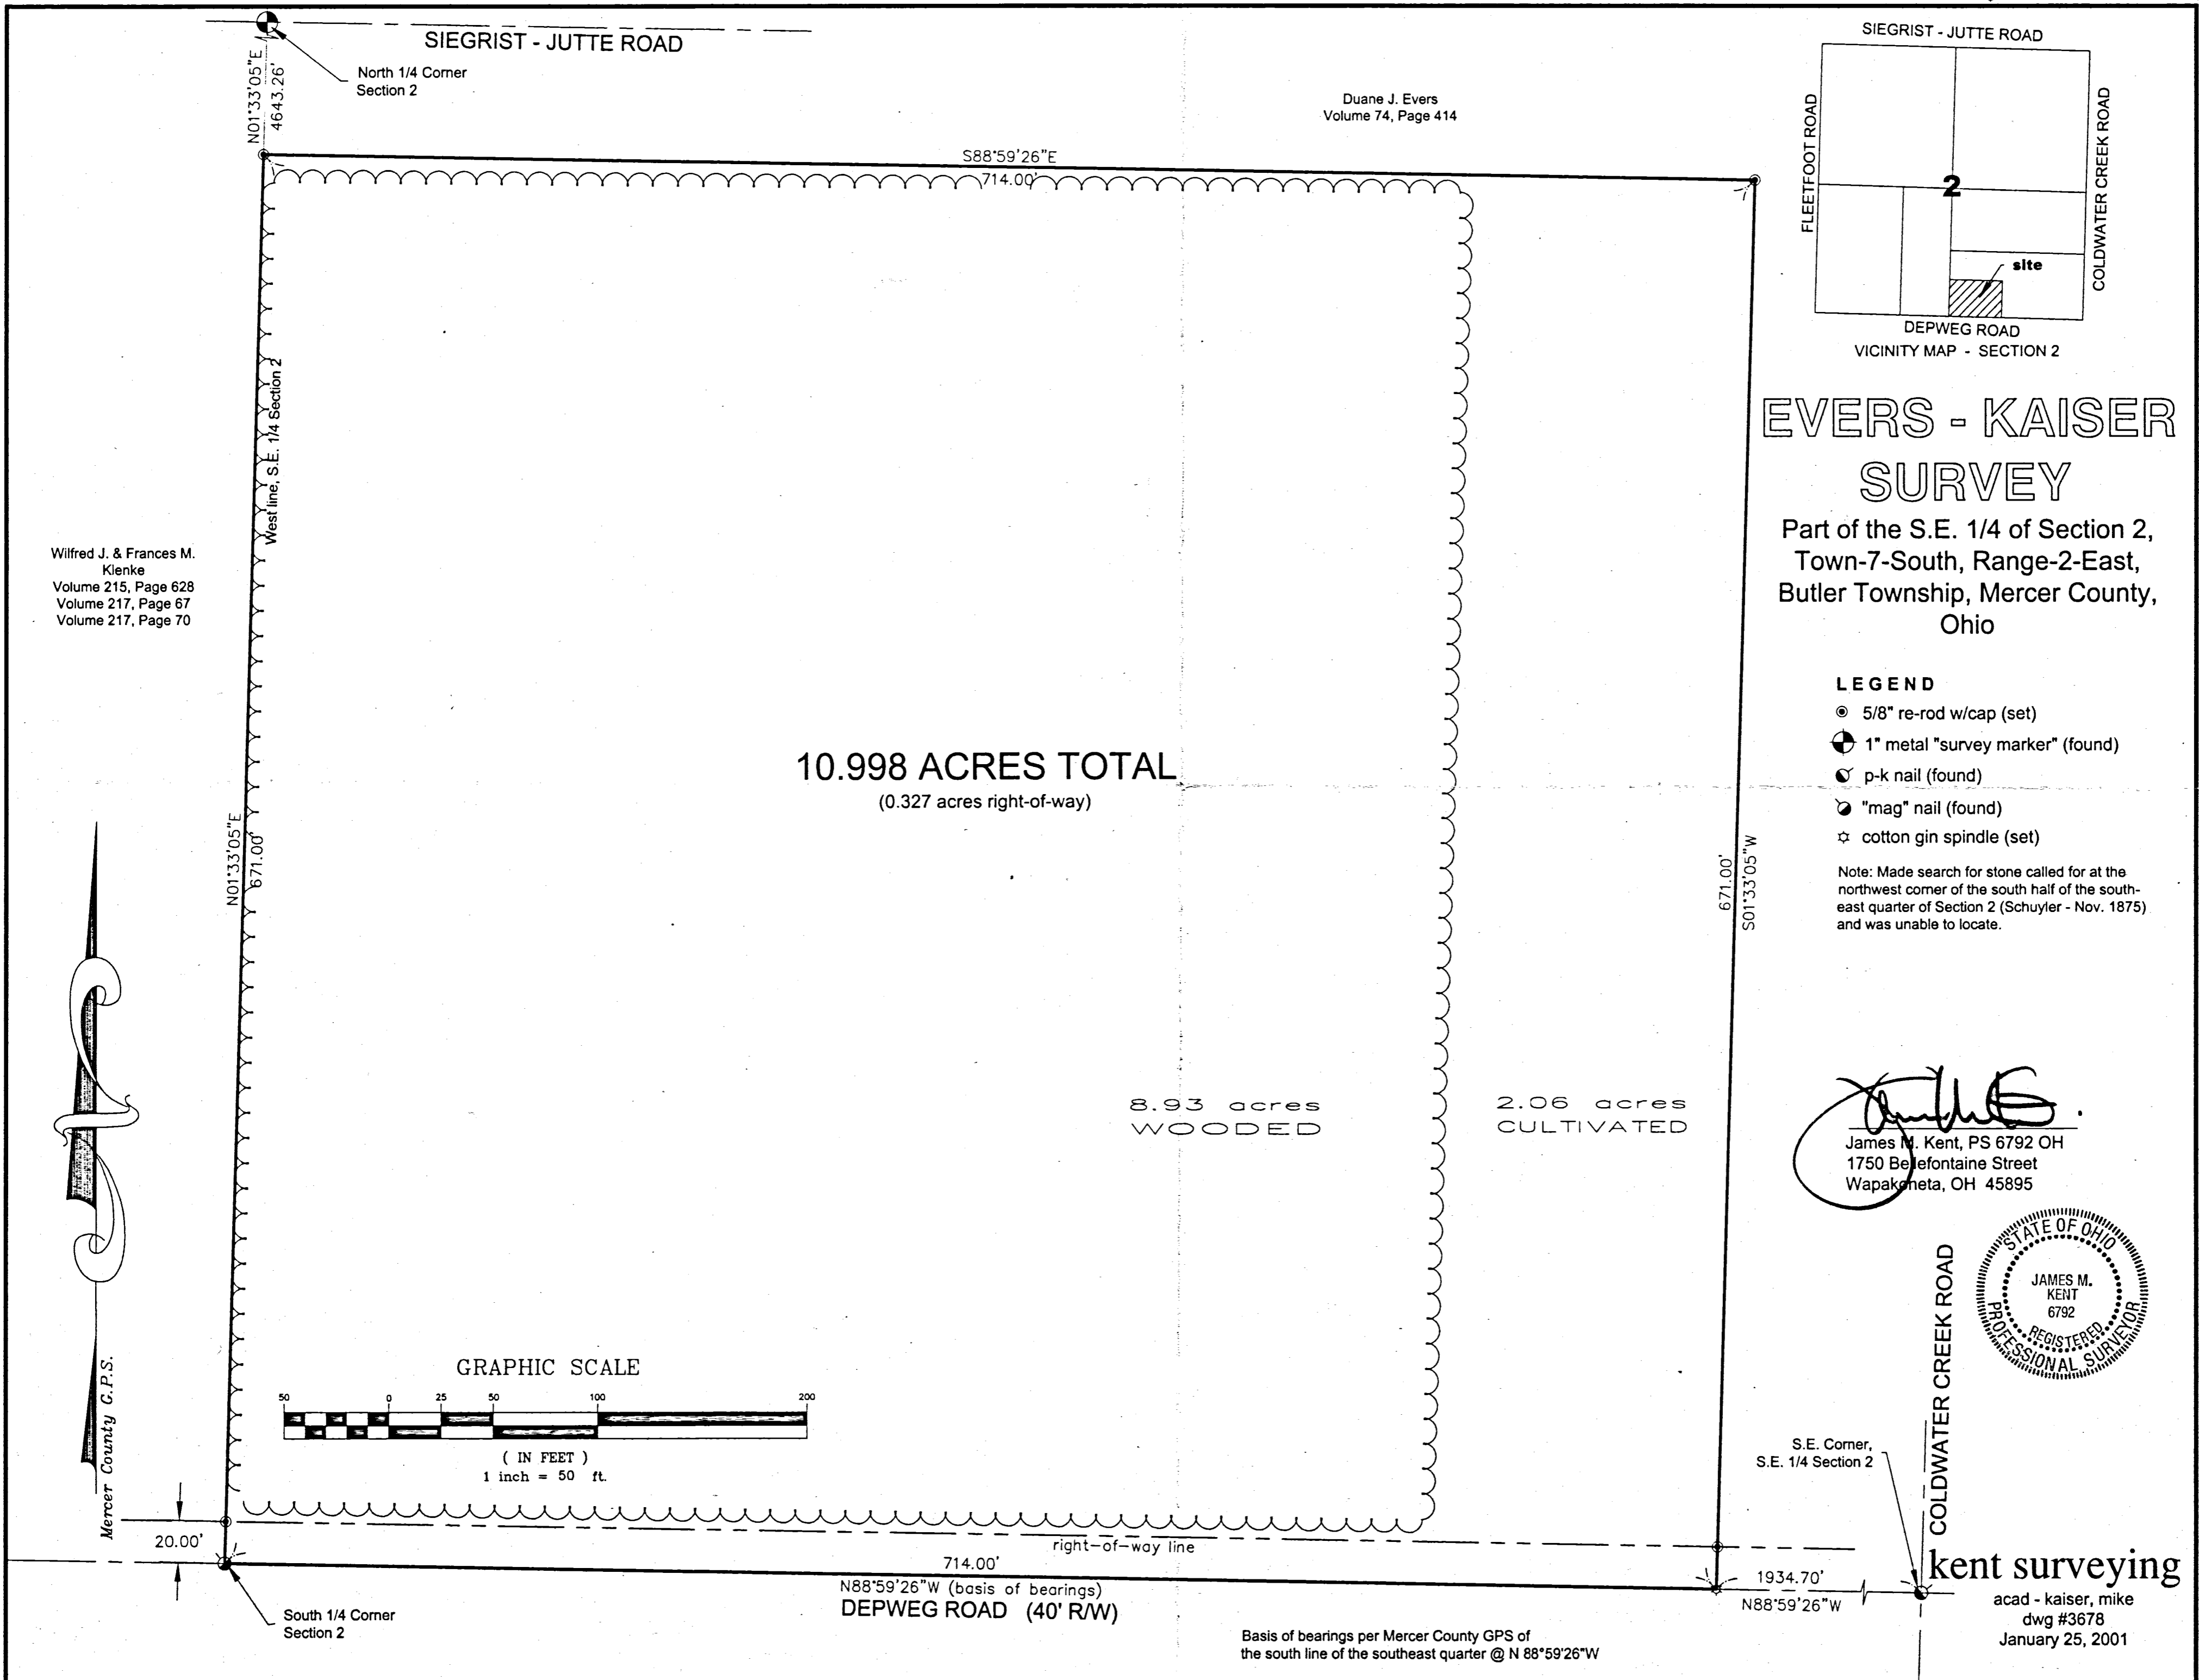 SIEGRIST - JUTTE ROAD
North 1/4 Corner
Section 2
N01°33'05"E
4643.26'
Duane J. Evers
Volume 74, Page 414
S88°59'26"E
714.00'
West line, S.E. 1/4 Section 2
Wilfred J. & Frances M.
Klenke
Volume 215, Page 628
Volume 217, Page 67
Volume 217, Page 70
10.998 ACRES TOTAL
(0.327 acres right-of-way)
N01°33'05"E
671.00'
671.00'
S01°33'05"W
8.93 acres
WOODED
2.06 acres
CULTIVATED
Mercer County G.P.S.
GRAPHIC SCALE
50 0 25 50 100 200
( IN FEET )
1 inch = 50 ft.
20.00'
right-of-way line
714.00'
N88°59'26"W (basis of bearings)
DEPWEG ROAD (40' R/W)
South 1/4 Corner
Section 2
1934.70'
N88°59'26"W
Basis of bearings per Mercer County GPS of
the south line of the southeast quarter @ N 88°59'26"W
SIEGRIST - JUTTE ROAD
FLEETFOOT ROAD
COLDWATER CREEK ROAD
2
site
DEPWEG ROAD
VICINITY MAP - SECTION 2
EVERS - KAISER
SURVEY
Part of the S.E. 1/4 of Section 2,
Town-7-South, Range-2-East,
Butler Township, Mercer County,
Ohio
LEGEND
5/8" re-rod w/cap (set)
1" metal "survey marker" (found)
p-k nail (found)
"mag" nail (found)
cotton gin spindle (set)
Note: Made search for stone called for at the
northwest corner of the south half of the south-
east quarter of Section 2 (Schuyler - Nov. 1875)
and was unable to locate.
James M. Kent, PS 6792 OH
1750 Bellefontaine Street
Wapakoneta, OH 45895
STATE OF OHIO
JAMES M.
KENT
6792
REGISTERED
PROFESSIONAL SURVEYOR
COLDWATER CREEK ROAD
S.E. Corner,
S.E. 1/4 Section 2
kent surveying
acad - kaiser, mike
dwg #3678
January 25, 2001